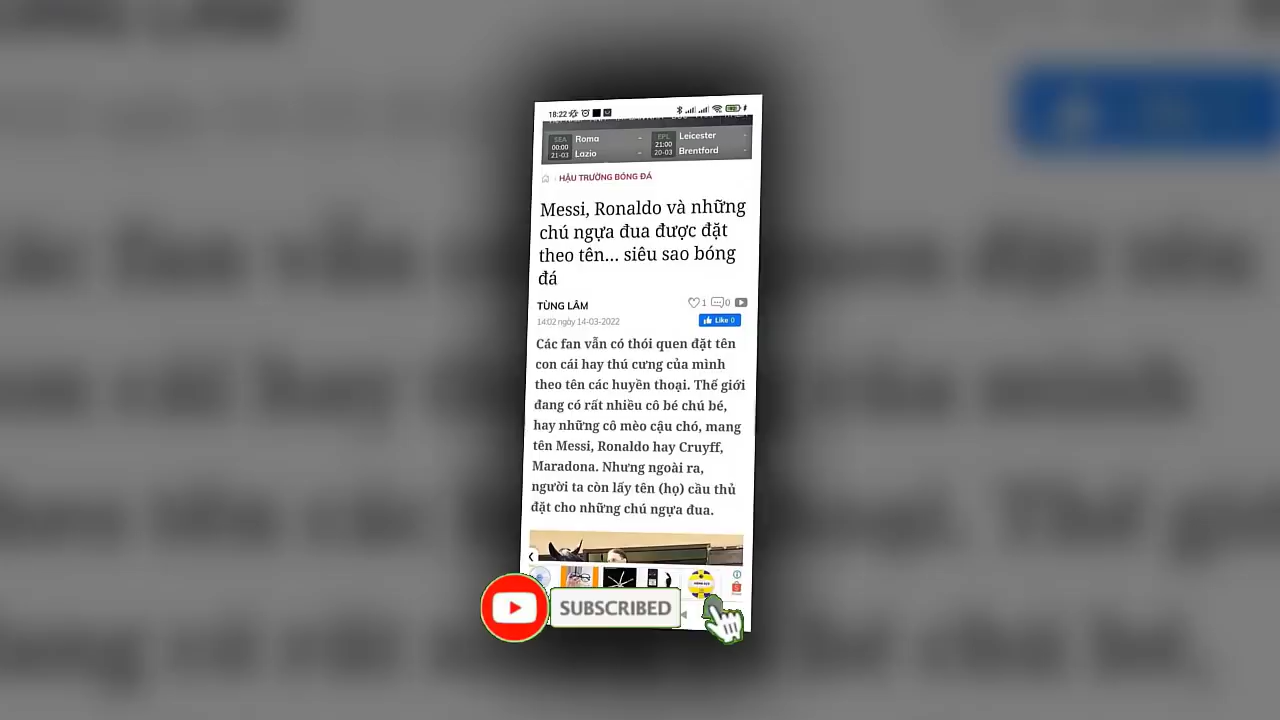 18:22
SEA
00:00
21-03
Roma -
Lazio -
EPL
21:00
20-03
Leicester -
Brentford -
HẬU TRƯỜNG BÓNG ĐÁ
Messi, Ronaldo và những
chú ngựa đua được đặt
theo tên... siêu sao bóng
đá
TÙNG LÂM
1 0
14:02 ngày 14-03-2022
Like 0
Các fan vẫn có thói quen đặt tên
con cái hay thú cưng của mình
theo tên các huyền thoại. Thế giới
đang có rất nhiều cô bé chú bé,
hay những cô mèo cậu chó, mang
tên Messi, Ronaldo hay Cruyff,
Maradona. Nhưng ngoài ra,
người ta còn lấy tên (họ) cầu thủ
đặt cho những chú ngựa đua.
SUBSCRIBED